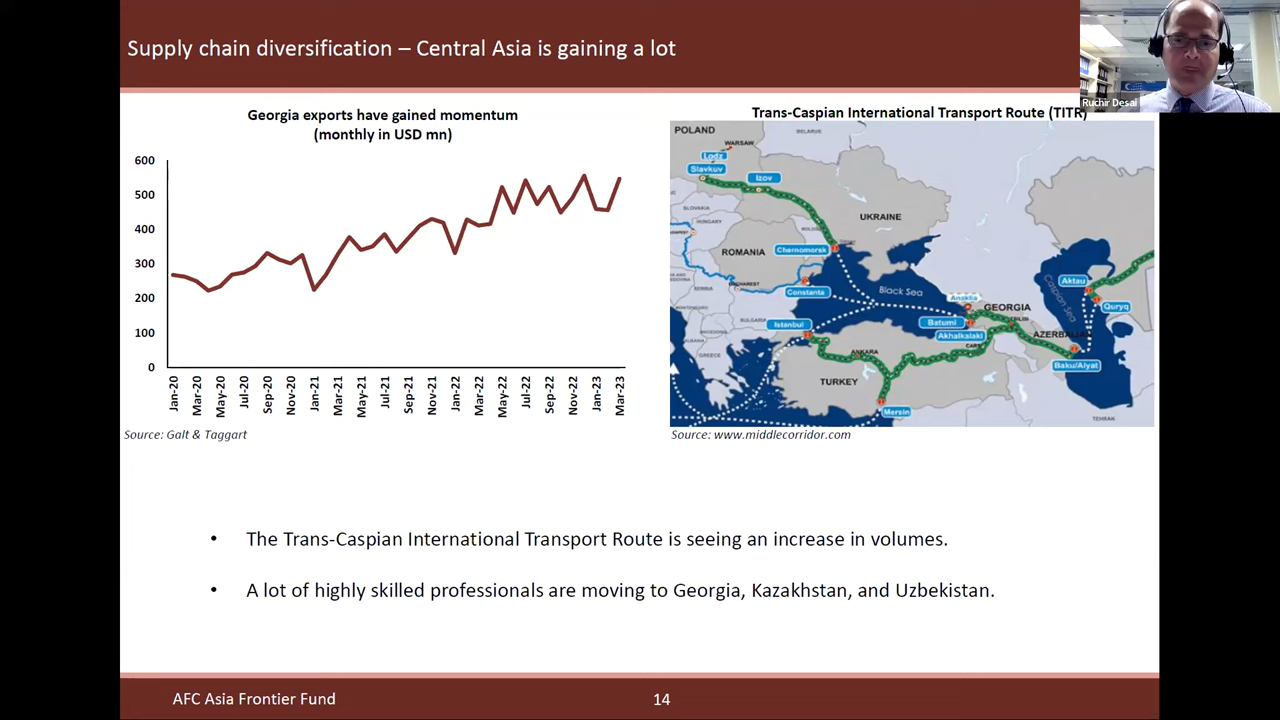 Supply chain diversification – Central Asia is gaining a lot
Ruchir Desai
Georgia exports have gained momentum
(monthly in USD mn)
600
500
400
300
200
100
0
Jan-20
Mar-20
May-20
Jul-20
Sep-20
Nov-20
Jan-21
Mar-21
May-21
Jul-21
Sep-21
Nov-21
Jan-22
Mar-22
May-22
Jul-22
Sep-22
Nov-22
Jan-23
Mar-23
Source: Galt & Taggart
Trans-Caspian International Transport Route (TITR)
POLAND
BELARUS
WARSAW
Lodz
Slavkuv
Izov
SLOVAKIA
HUNGARY
UKRAINE
ROMANIA
Chernomorsk
Constanta
SERBIA
BULGARIA
GREECE
Black Sea
Istanbul
Anaklia
GEORGIA
Batumi
Akhalkalaki
Caspian Sea
Aktau
Quryq
Baku/Alyat
ANKARA
TURKEY
Mersin
TEHRAN
Source: www.middlecorridor.com
• The Trans-Caspian International Transport Route is seeing an increase in volumes.
• A lot of highly skilled professionals are moving to Georgia, Kazakhstan, and Uzbekistan.
AFC Asia Frontier Fund
14